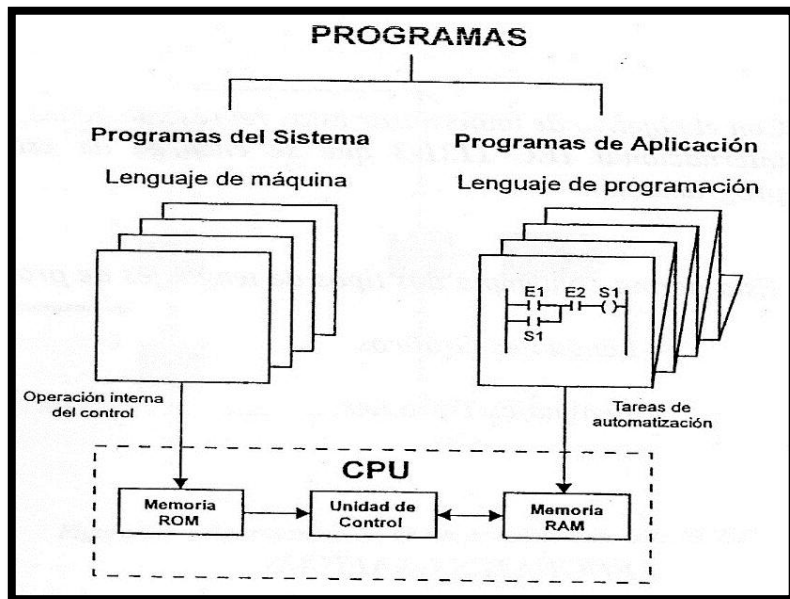 PROGRAMAS
Programas del Sistema
Lenguaje de máquina
Programas de Aplicación
Lenguaje de programación
E1 E2 S1
S1
Operación interna
del control
Tareas de
automatización
CPU
Memoria
ROM
Unidad de
Control
Memoria
RAM